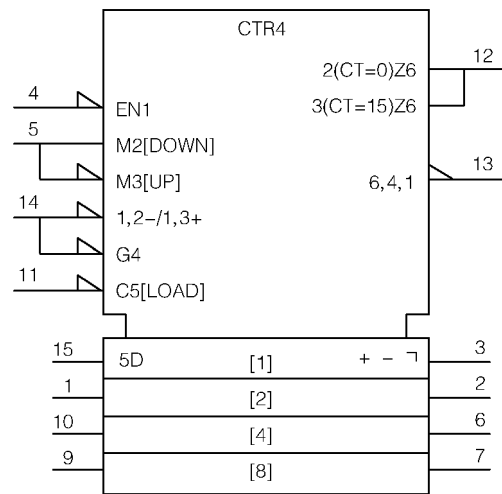 CTR4
2(CT=0)Z6 12
3(CT=15)Z6
4 EN1
5 M2[DOWN]
M3[UP] 6,4,1 13
14 1,2−/1,3+
G4
11 C5[LOAD]
15 5D [1] + − ¬ 3
1 [2] 2
10 [4] 6
9 [8] 7